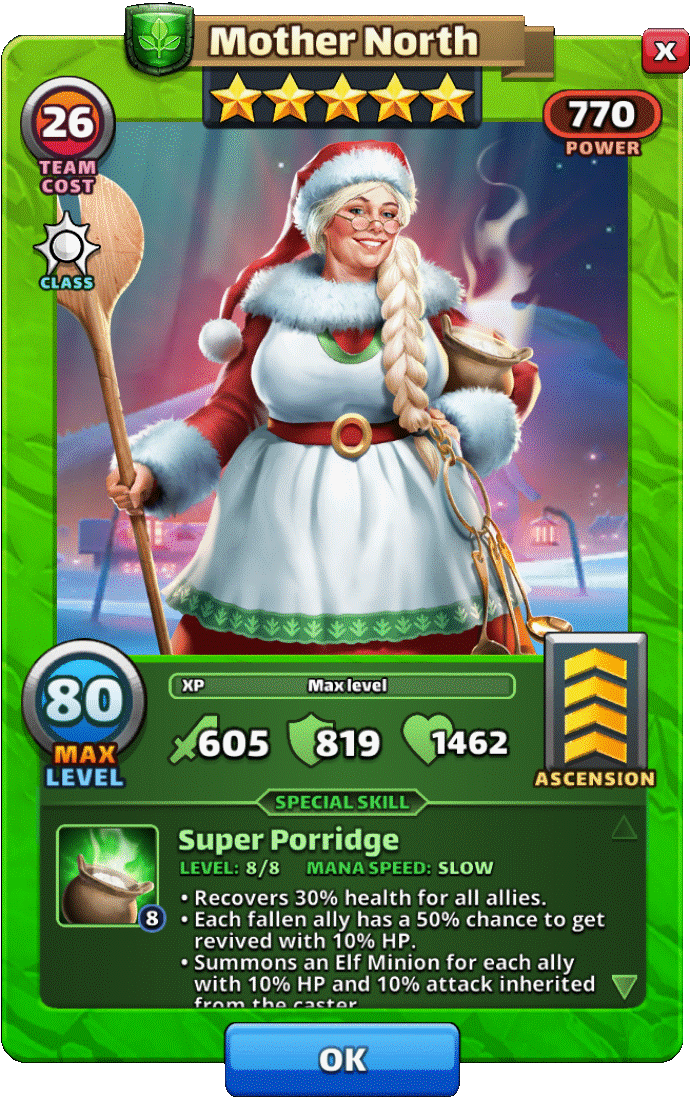 Mother North
X
26
TEAM
COST
770
POWER
CLASS
80
MAX
LEVEL
XP Max level
605 819 1462
ASCENSION
SPECIAL SKILL
Super Porridge
LEVEL: 8/8 MANA SPEED: SLOW
8
• Recovers 30% health for all allies.
• Each fallen ally has a 50% chance to get
revived with 10% HP.
• Summons an Elf Minion for each ally
with 10% HP and 10% attack inherited
from the caster
OK